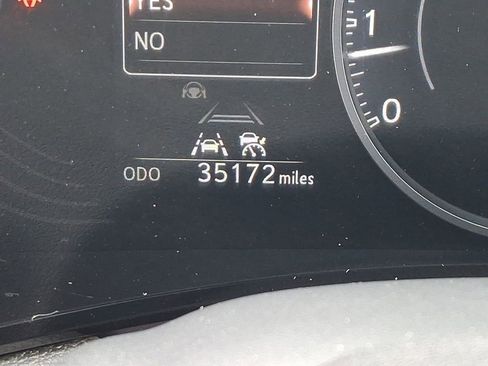 YES
NO
1
0
ODO 35172 miles